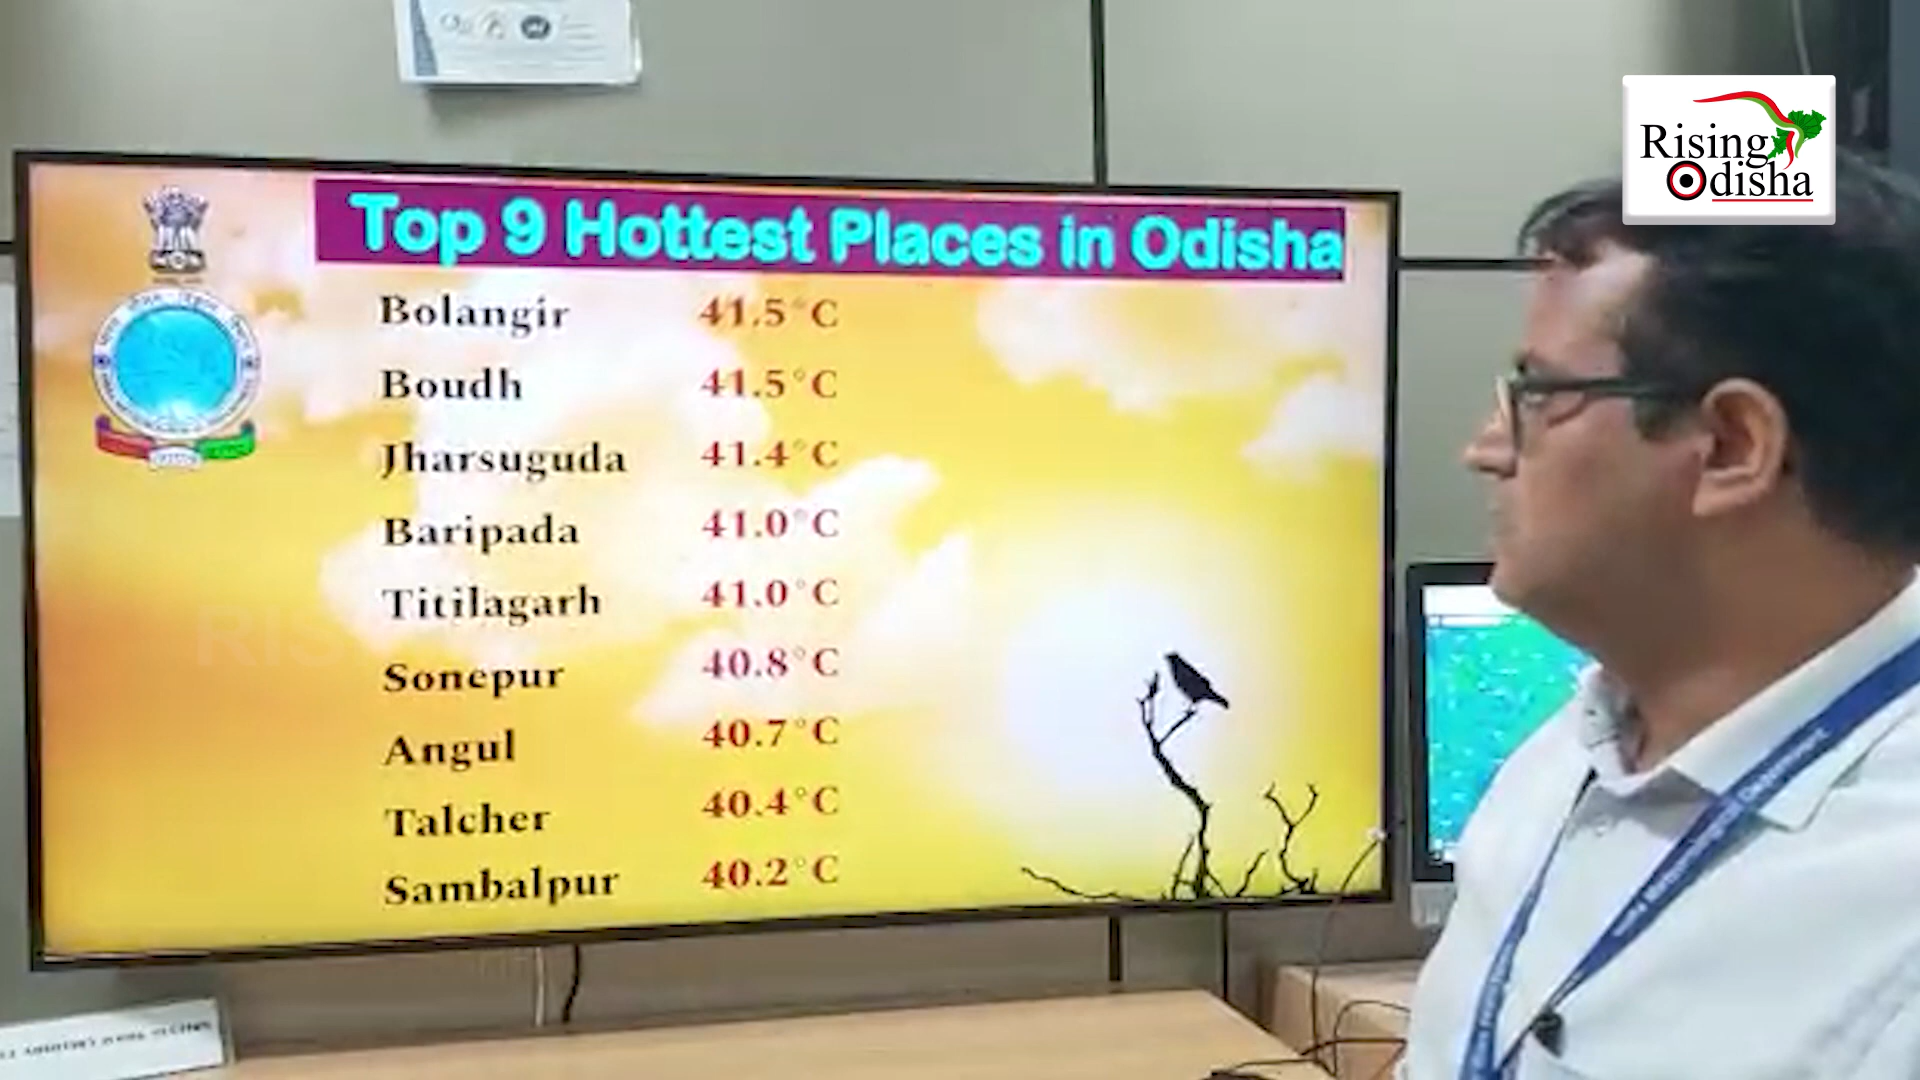 Rising
Odisha
Top 9 Hottest Places in Odisha
Bolangir 41.5°C
Boudh 41.5°C
Jharsuguda 41.4°C
Baripada 41.0°C
Titilagarh 41.0°C
Sonepur 40.8°C
Angul 40.7°C
Talcher 40.4°C
Sambalpur 40.2°C